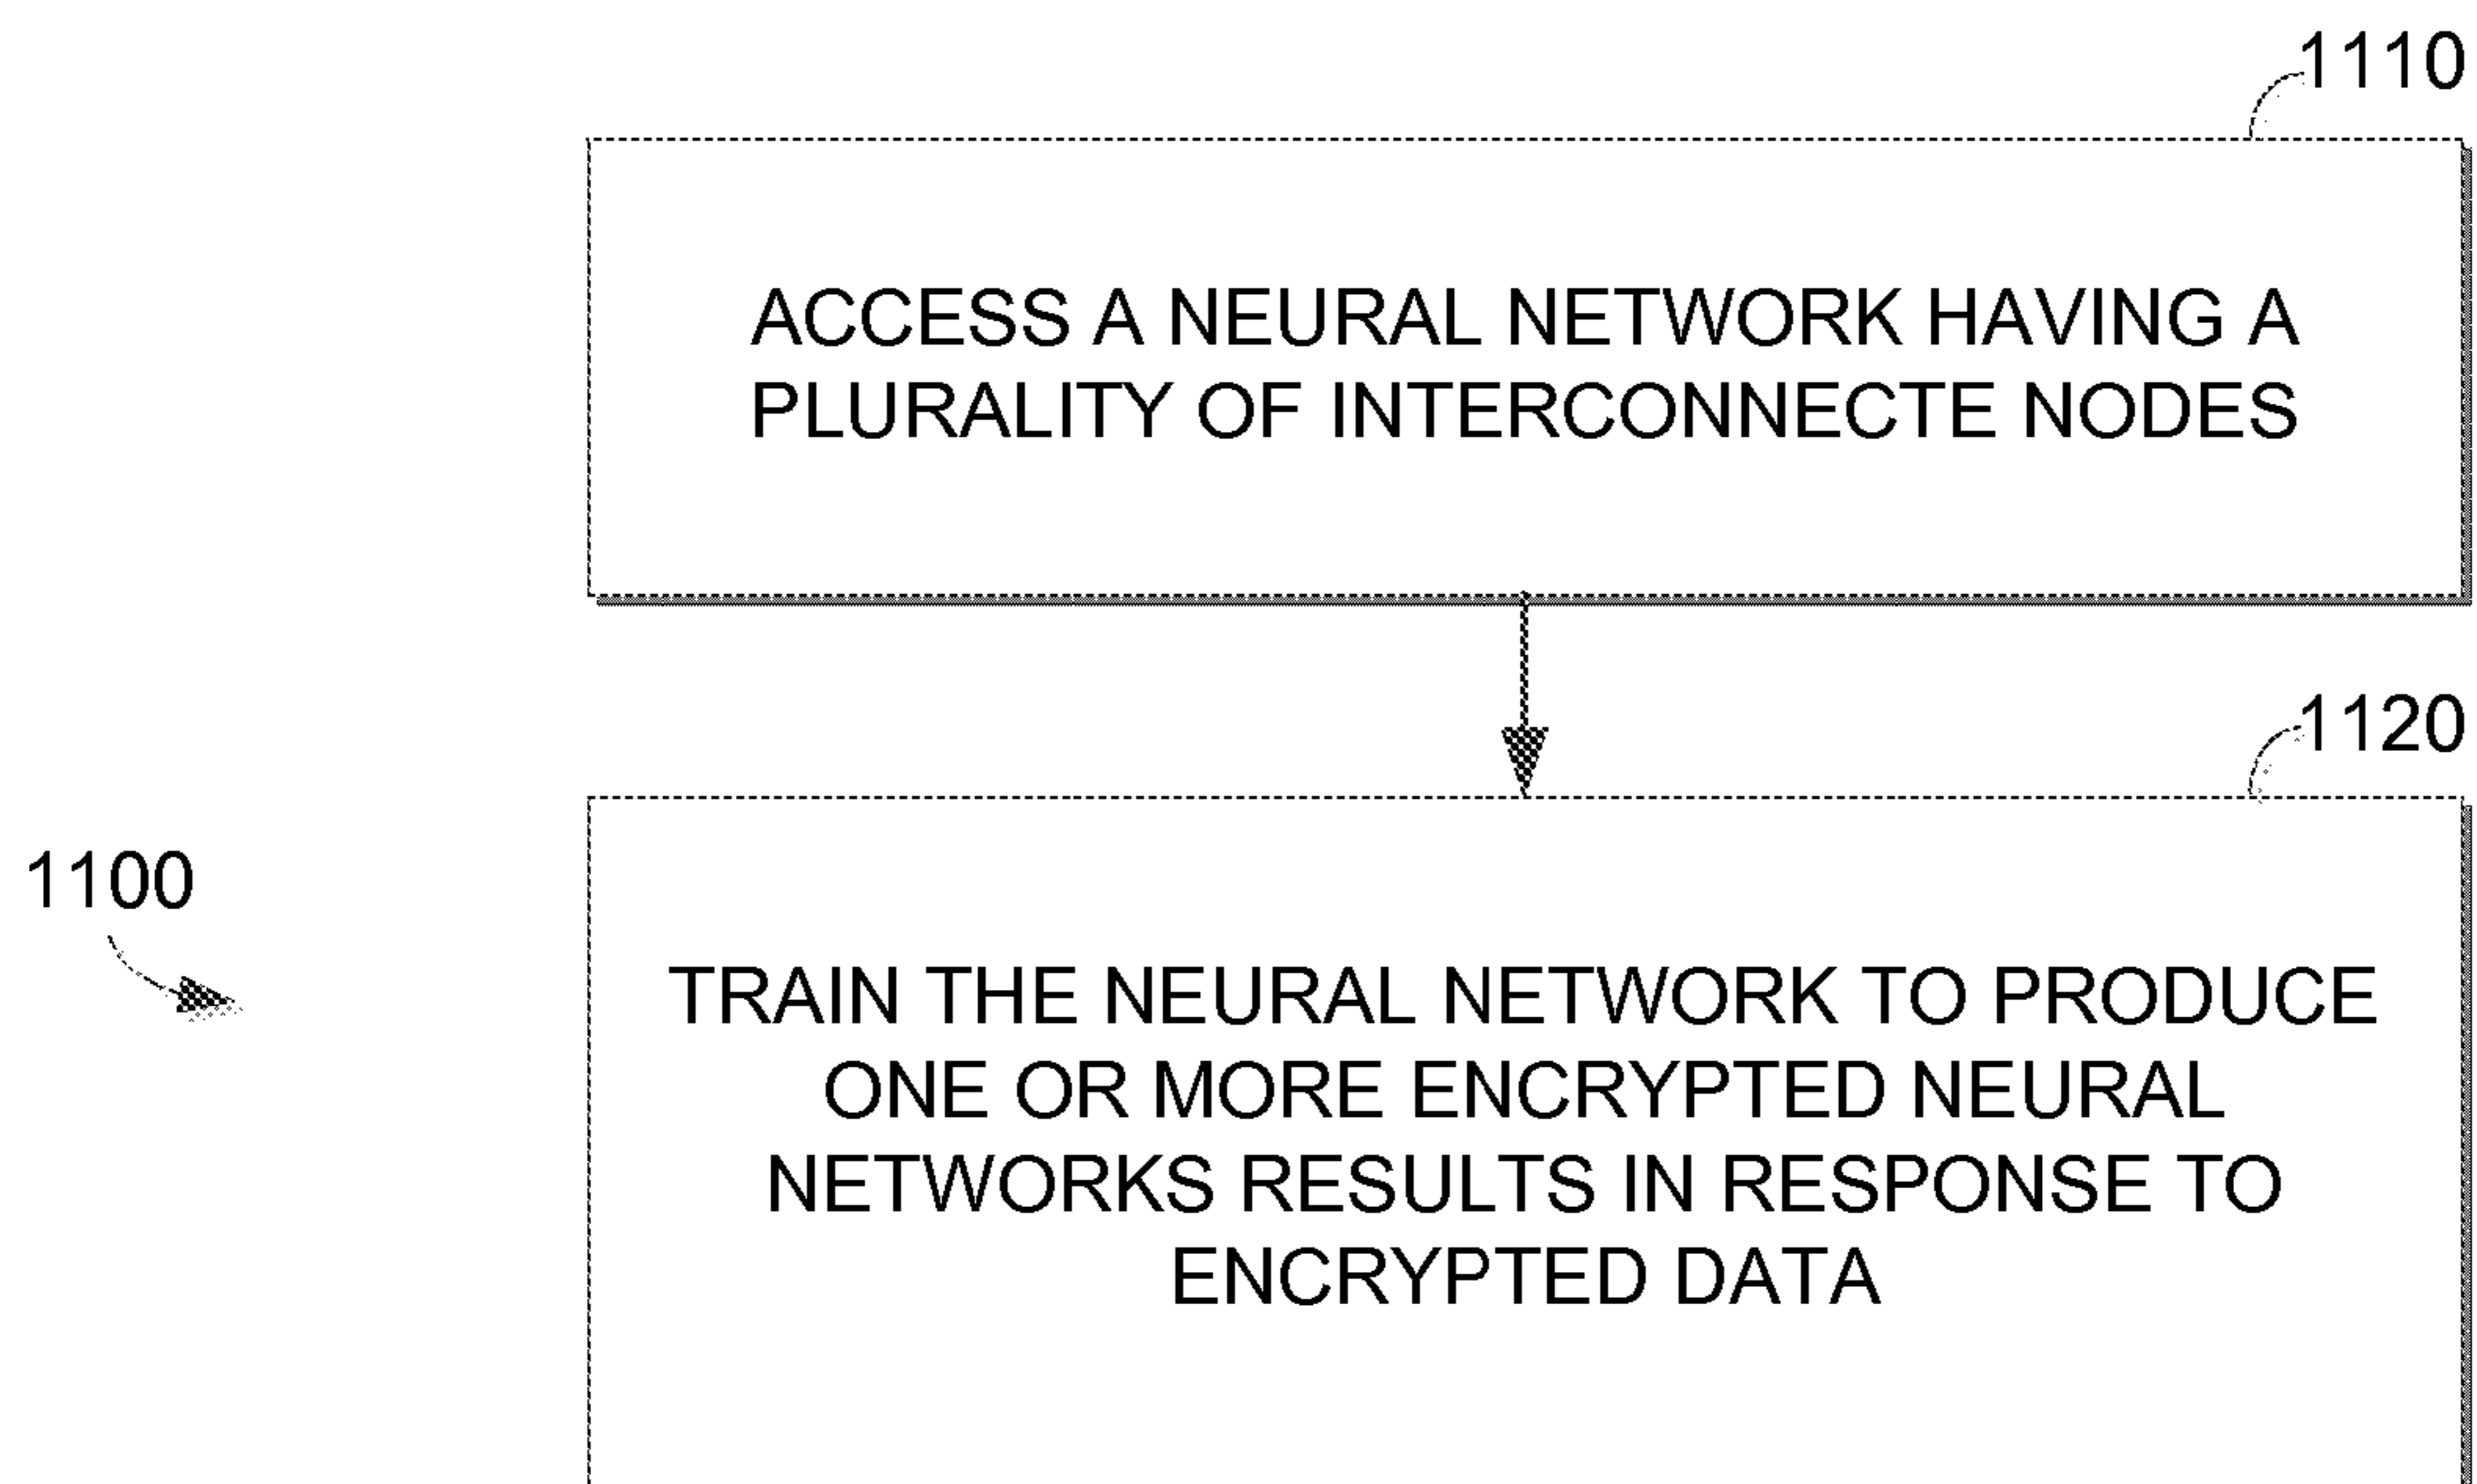 1110
ACCESS A NEURAL NETWORK HAVING A
PLURALITY OF INTERCONNECTE NODES
1120
1100
TRAIN THE NEURAL NETWORK TO PRODUCE
ONE OR MORE ENCRYPTED NEURAL
NETWORKS RESULTS IN RESPONSE TO
ENCRYPTED DATA